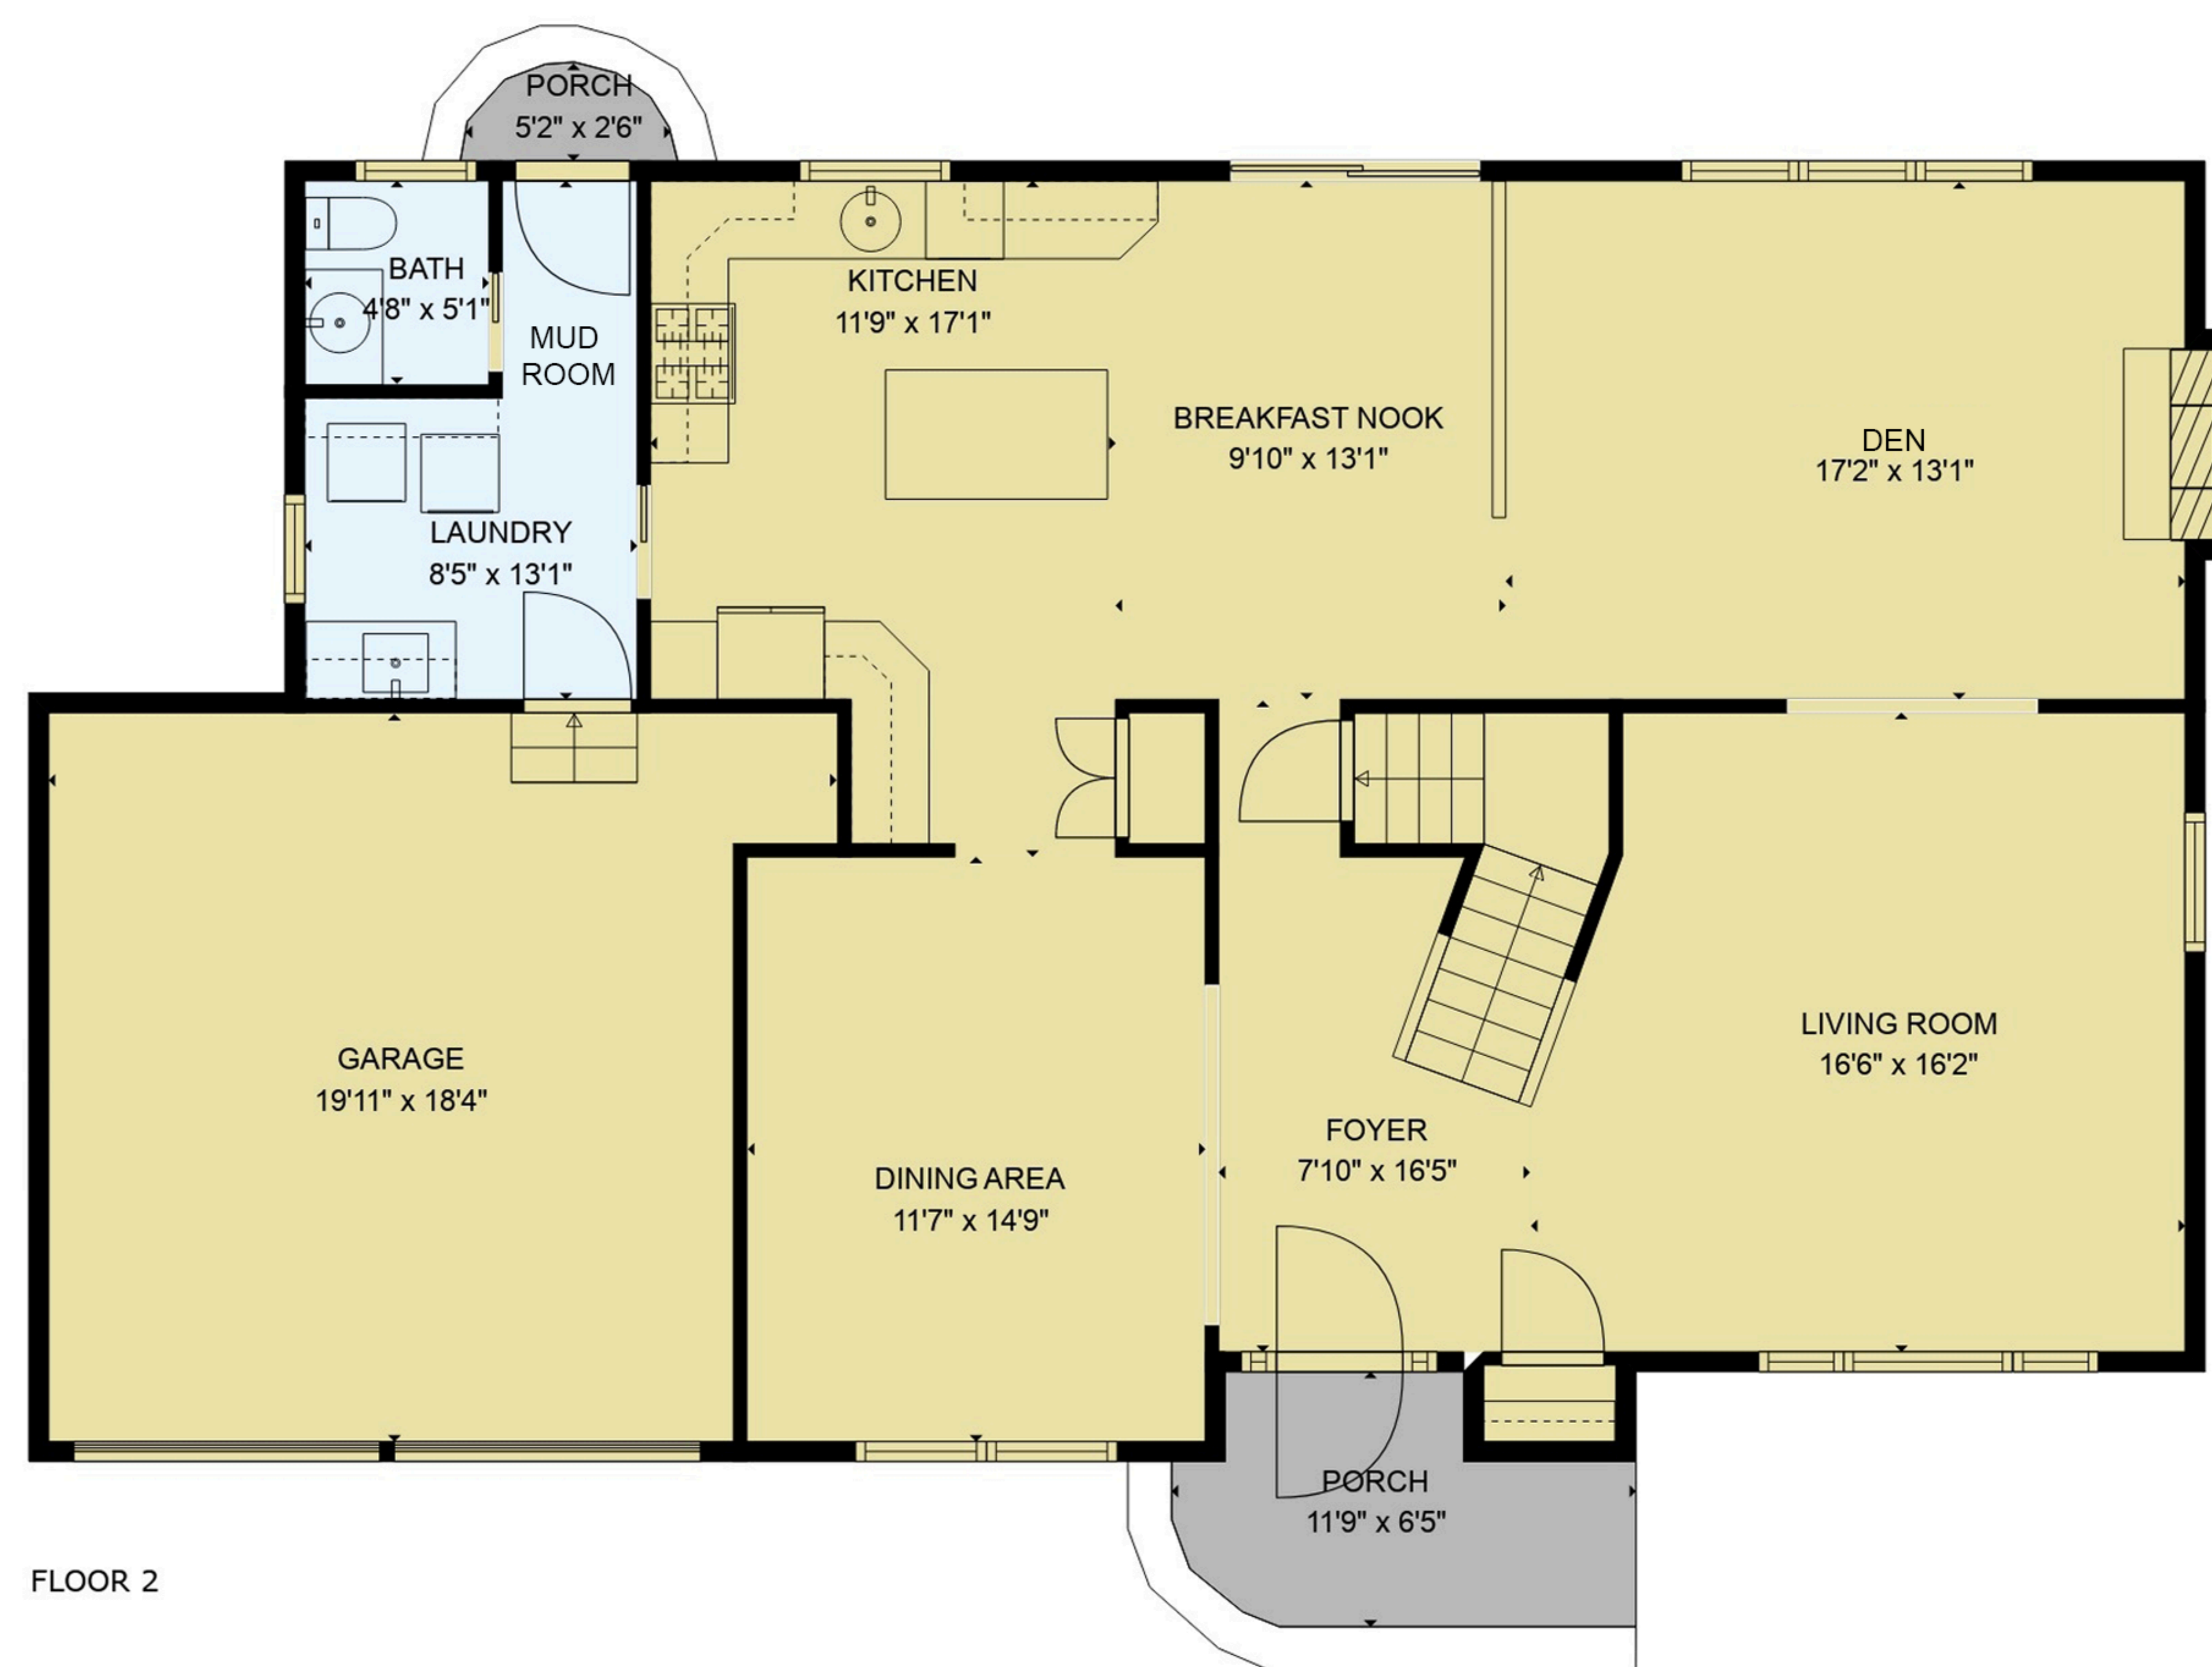 PORCH
5'2" x 2'6"
BATH
4'8" x 5'1"
MUD
ROOM
KITCHEN
11'9" x 17'1"
BREAKFAST NOOK
9'10" x 13'1"
DEN
17'2" x 13'1"
LAUNDRY
8'5" x 13'1"
GARAGE
19'11" x 18'4"
DINING AREA
11'7" x 14'9"
FOYER
7'10" x 16'5"
LIVING ROOM
16'6" x 16'2"
PORCH
11'9" x 6'5"
FLOOR 2